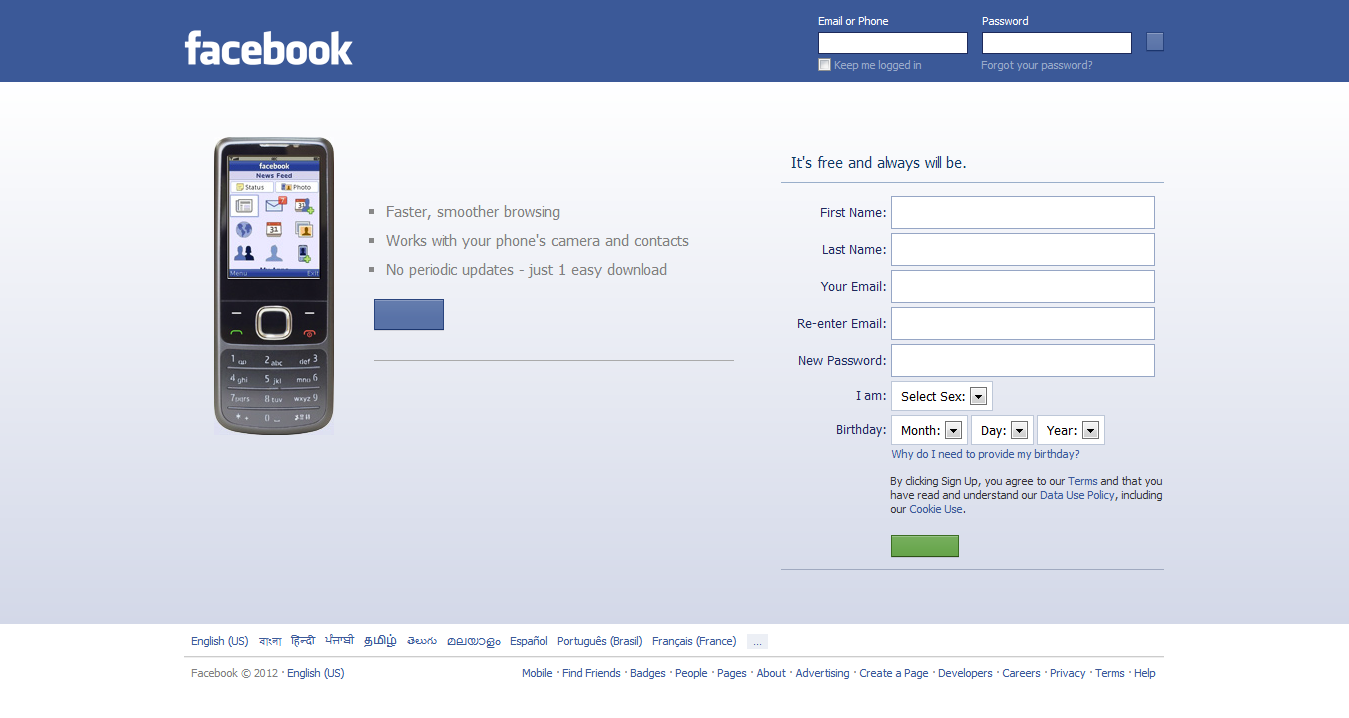 facebook
Email or Phone
Password
Keep me logged in
Forgot your password?
facebook
News Feed
Status
Photo
31
31
Menu
Exit
1
2 abc
def 3
4 ghi
5 jkl
mno 6
7pqrs
8 tuv
wxyz 9
Faster, smoother browsing
Works with your phone's camera and contacts
No periodic updates - just 1 easy download
It's free and always will be.
First Name:
Last Name:
Your Email:
Re-enter Email:
New Password:
I am: Select Sex:
Birthday: Month: Day: Year:
Why do I need to provide my birthday?
By clicking Sign Up, you agree to our Terms and that you
have read and understand our Data Use Policy, including
our Cookie Use.
English (US) বাংলা हिन्दी ਪੰਜਾਬੀ தமிழ் తెలుగు മലയാളം Español Português (Brasil) Français (France) ...
Facebook © 2012 · English (US)
Mobile · Find Friends · Badges · People · Pages · About · Advertising · Create a Page · Developers · Careers · Privacy · Terms · Help